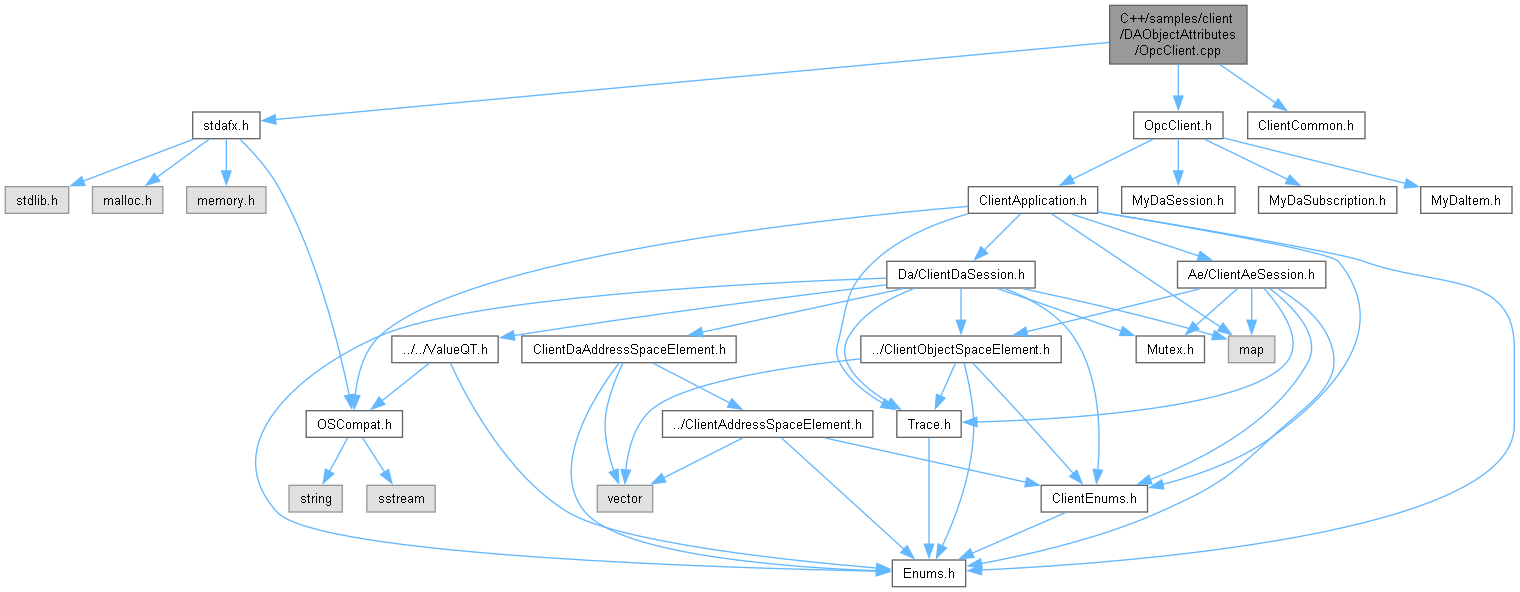 C++/samples/client
/DAObjectAttributes
/OpcClient.cpp
stdafx.h
OpcClient.h
ClientCommon.h
stdlib.h
malloc.h
memory.h
ClientApplication.h
MyDaSession.h
MyDaSubscription.h
MyDaItem.h
Da/ClientDaSession.h
Ae/ClientAeSession.h
../../ValueQT.h
ClientDaAddressSpaceElement.h
../ClientObjectSpaceElement.h
Mutex.h
map
OSCompat.h
../ClientAddressSpaceElement.h
Trace.h
string
sstream
vector
ClientEnums.h
Enums.h